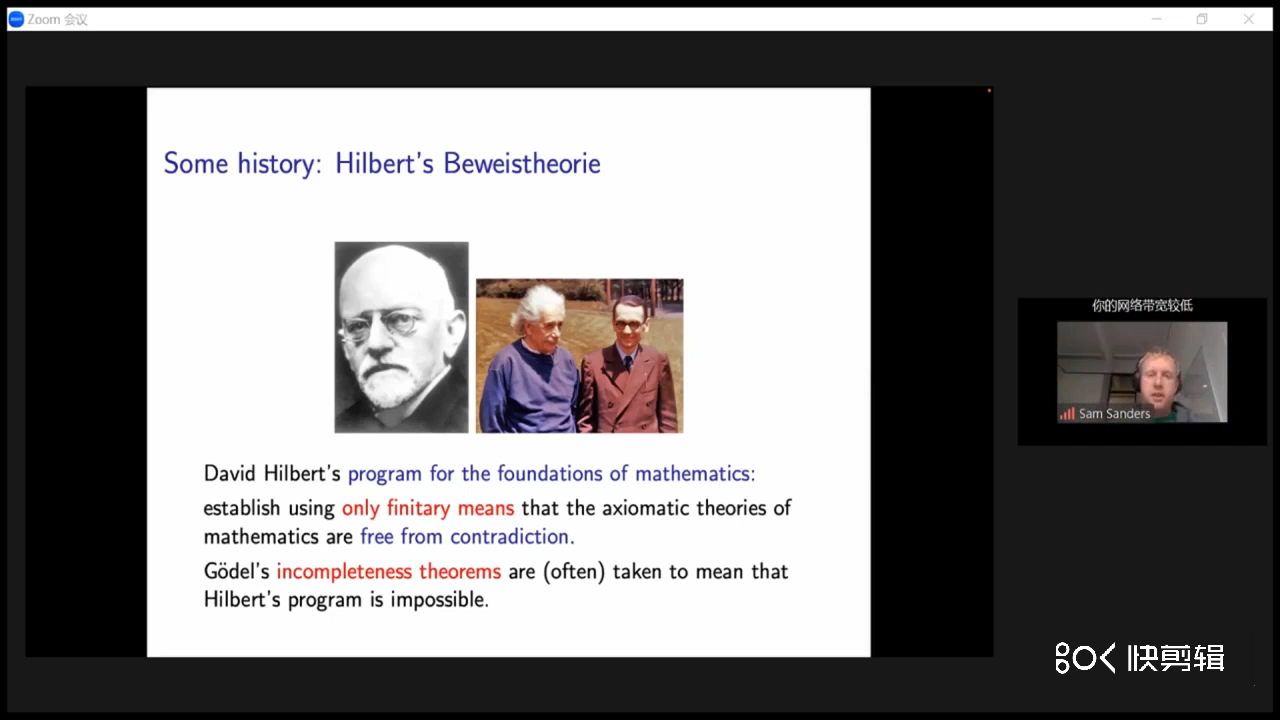 Zoom 会议
Some history: Hilbert's Beweistheorie
David Hilbert's program for the foundations of mathematics:
establish using only finitary means that the axiomatic theories of
mathematics are free from contradiction.
Gödel's incompleteness theorems are (often) taken to mean that
Hilbert's program is impossible.
你的网络带宽较低
Sam Sanders
快剪辑